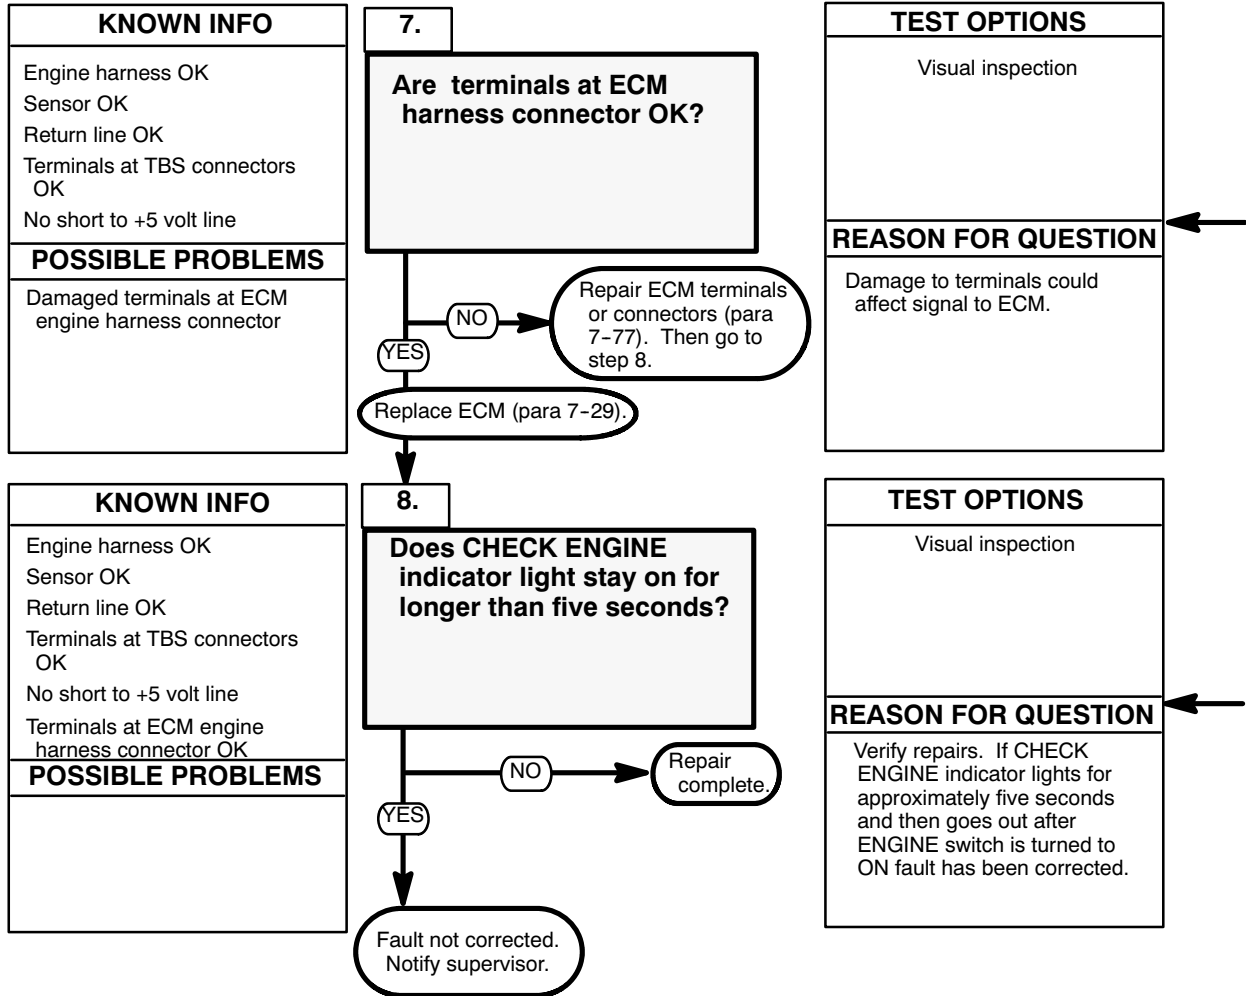 KNOWN INFO
Engine harness OK
Sensor OK
Return line OK
Terminals at TBS connectors
OK
No short to +5 volt line
POSSIBLE PROBLEMS
Damaged terminals at ECM
engine harness connector
7.
Are terminals at ECM
harness connector OK?
NO
Repair ECM terminals
or connectors (para
7-77). Then go to
step 8.
YES
Replace ECM (para 7-29).
TEST OPTIONS
Visual inspection
REASON FOR QUESTION
Damage to terminals could
affect signal to ECM.
KNOWN INFO
Engine harness OK
Sensor OK
Return line OK
Terminals at TBS connectors
OK
No short to +5 volt line
Terminals at ECM engine
harness connector OK
POSSIBLE PROBLEMS
8.
Does CHECK ENGINE
indicator light stay on for
longer than five seconds?
NO
Repair
complete.
YES
Fault not corrected.
Notify supervisor.
TEST OPTIONS
Visual inspection
REASON FOR QUESTION
Verify repairs. If CHECK
ENGINE indicator lights for
approximately five seconds
and then goes out after
ENGINE switch is turned to
ON fault has been corrected.